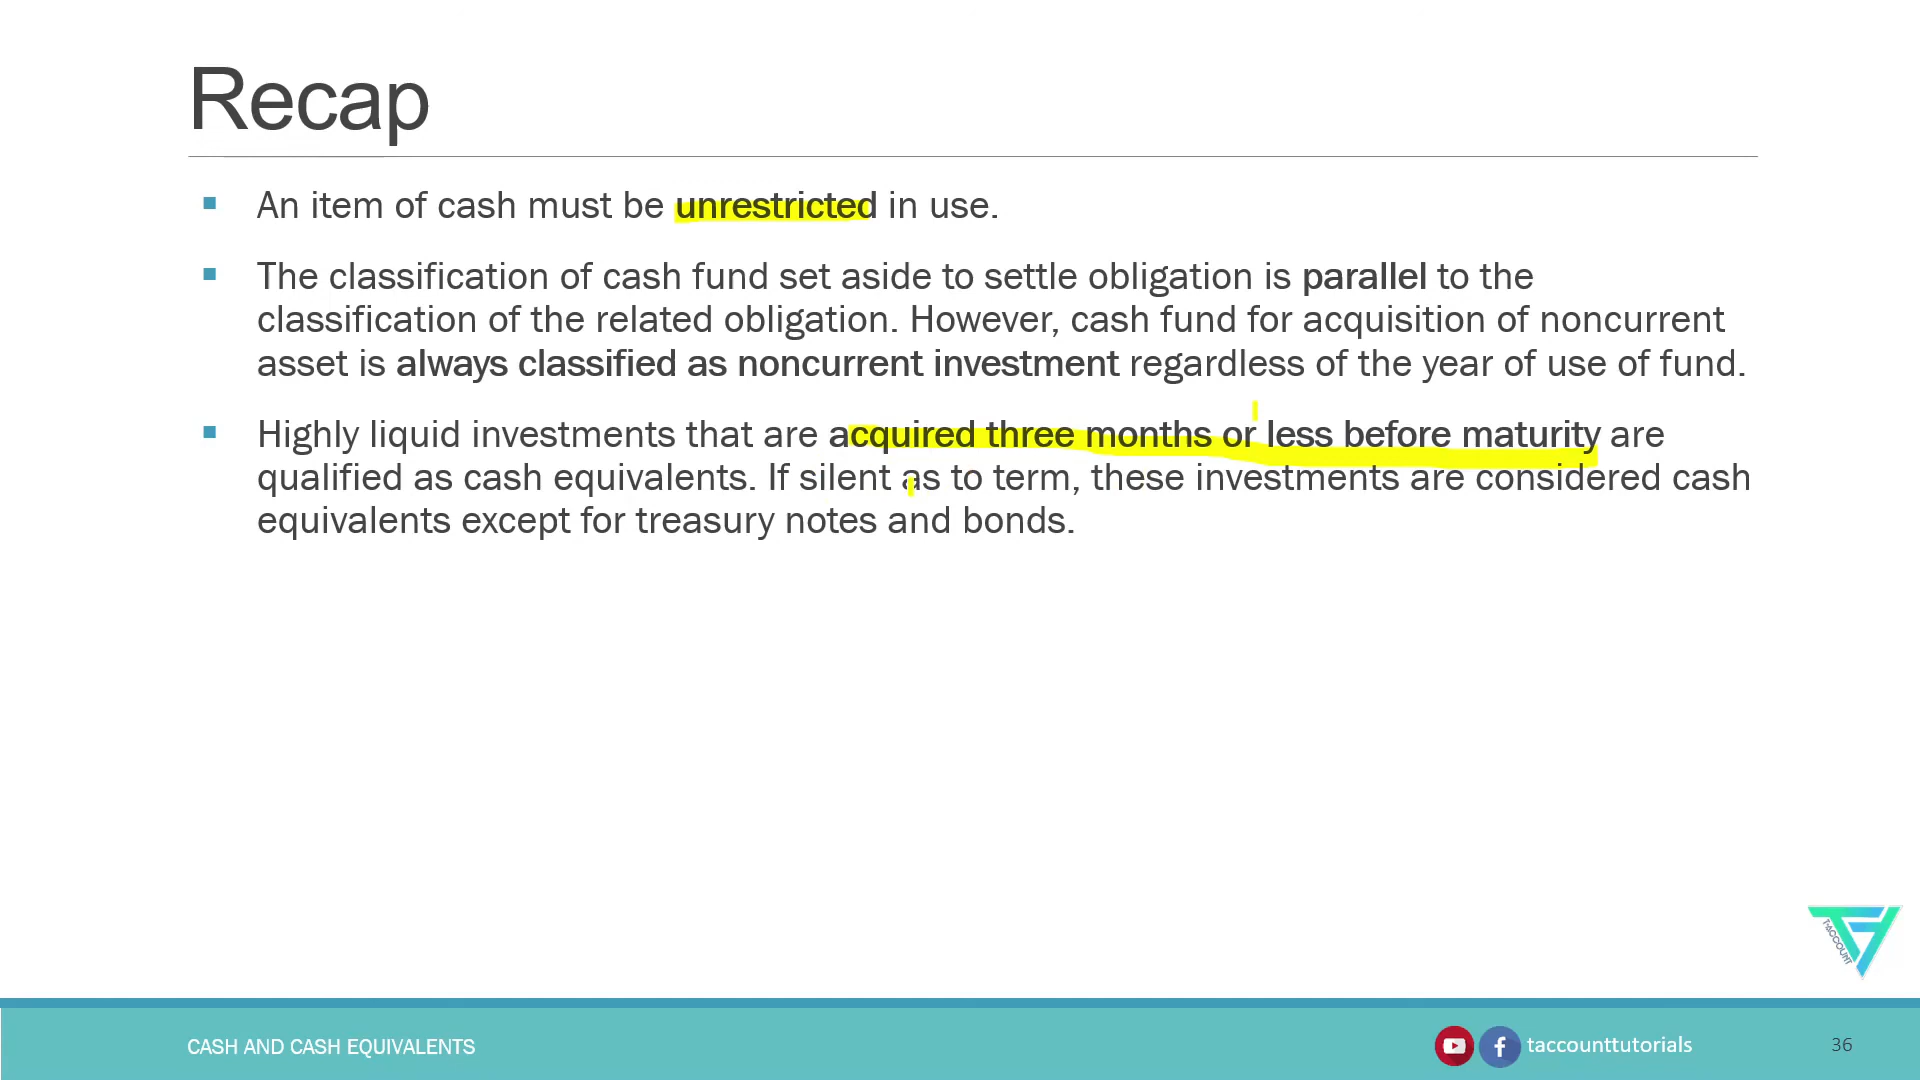 Recap
An item of cash must be unrestricted in use.
The classification of cash fund set aside to settle obligation is parallel to the
classification of the related obligation. However, cash fund for acquisition of noncurrent
asset is always classified as noncurrent investment regardless of the year of use of fund.
Highly liquid investments that are acquired three months or less before maturity are
qualified as cash equivalents. If silent as to term, these investments are considered cash
equivalents except for treasury notes and bonds.
T-ACCOUNT
CASH AND CASH EQUIVALENTS
taccounttutorials
36